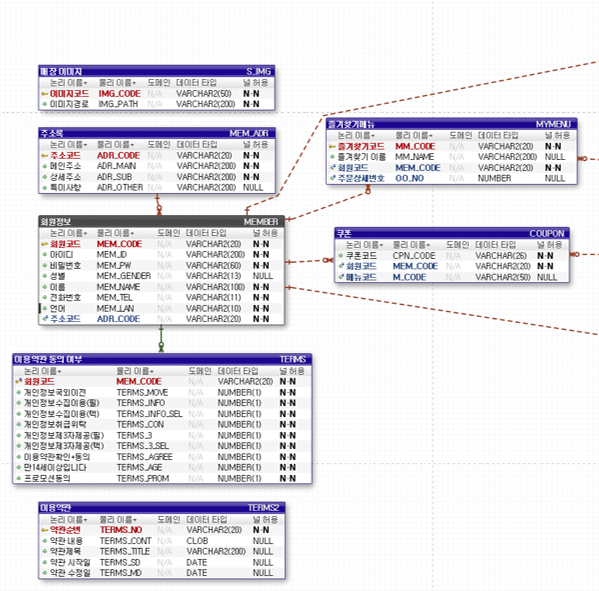 매장 이미지 S_IMG
논리 이름 물리 이름 도메인 데이터 타입 널 허용
이미지코드 IMG_CODE N/A VARCHAR2(50) N-N
이미지경로 IMG_PATH N/A VARCHAR2(200) N-N
주소록 MEM_ADR
논리 이름 물리 이름 도메인 데이터 타입 널 허용
주소코드 ADR_CODE N/A VARCHAR2(20) N-N
메인주소 ADR_MAIN N/A VARCHAR2(200) N-N
상세주소 ADR_SUB N/A VARCHAR2(200) N-N
특이사항 ADR_OTHER N/A VARCHAR2(200) NULL
즐겨찾기메뉴 MYMENU
논리 이름 물리 이름 도메인 데이터 타입 널 허용
즐겨찾기코드 MM_CODE N/A VARCHAR2(20) N-N
즐겨찾기 이름 MM_NAME N/A VARCHAR2(200) NULL
회원코드 MEM_CODE N/A VARCHAR2(20) N-N
주문상세번호 OO_NO N/A NUMBER NULL
회원정보 MEMBER
논리 이름 물리 이름 도메인 데이터 타입 널 허용
회원코드 MEM_CODE N/A VARCHAR2(20) N-N
아이디 MEM_ID N/A VARCHAR2(200) N-N
비밀번호 MEM_PW N/A VARCHAR2(60) N-N
성별 MEM_GENDER N/A VARCHAR2(13) NULL
이름 MEM_NAME N/A VARCHAR2(100) N-N
전화번호 MEM_TEL N/A VARCHAR2(11) N-N
언어 MEM_LAN N/A VARCHAR2(10) N-N
주소코드 ADR_CODE N/A VARCHAR2(20) N-N
쿠폰 COUPON
논리 이름 물리 이름 도메인 데이터 타입 널 허용
쿠폰코드 CPN_CODE N/A VARCHAR(26) N-N
회원코드 MEM_CODE N/A VARCHAR2(20) N-N
메뉴코드 M_CODE N/A VARCHAR2(50) NULL
이용약관 동의 여부 TERMS
논리 이름 물리 이름 도메인 데이터 타입 널 허용
회원코드 MEM_CODE N/A VARCHAR2(20) N-N
개인정보국외이전 TERMS_MOVE N/A NUMBER(1) N-N
개인정보수집이용(필) TERMS_INFO N/A NUMBER(1) N-N
개인정보수집이용(택) TERMS_INFO_SEL N/A NUMBER(1) N-N
개인정보취급위탁 TERMS_CON N/A NUMBER(1) N-N
개인정보제3자제공(필) TERMS_3 N/A NUMBER(1) N-N
개인정보제3자제공(택) TERMS_3_SEL N/A NUMBER(1) N-N
이용약관확인+동의 TERMS_AGREE N/A NUMBER(1) N-N
만14세이상입니다 TERMS_AGE N/A NUMBER(1) N-N
프로모션동의 TERMS_PROM N/A NUMBER(1) N-N
이용약관 TERMS2
논리 이름 물리 이름 도메인 데이터 타입 널 허용
약관순번 TERMS_NO N/A VARCHAR2(20) N-N
약관 내용 TERMS_CONT N/A CLOB NULL
약관제목 TERMS_TITLE N/A VARCHAR2(200) NULL
약관 시작일 TERMS_SD N/A DATE NULL
약관 수정일 TERMS_MD N/A DATE NULL